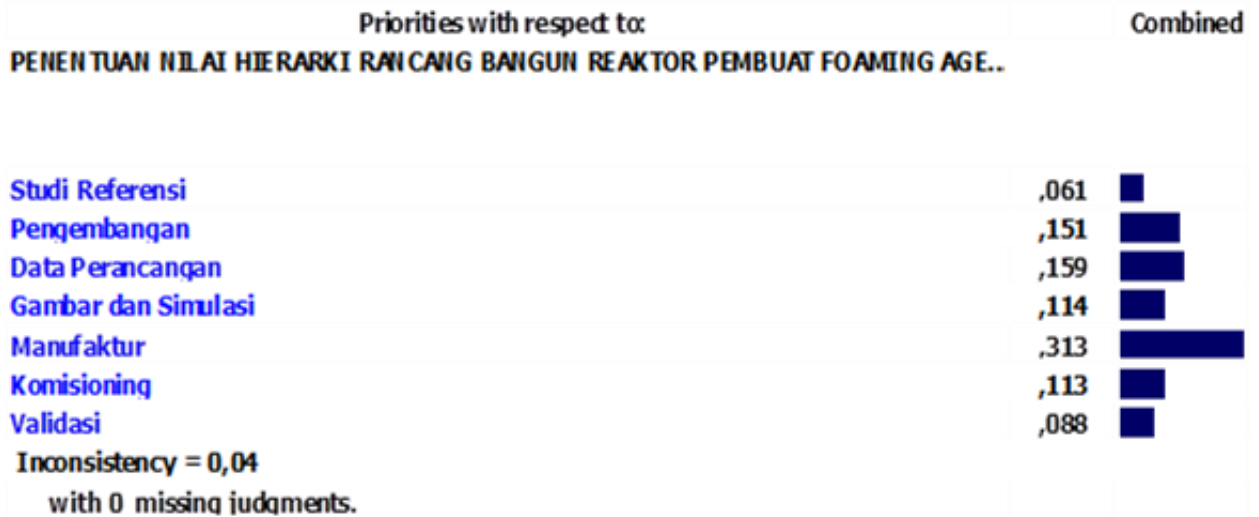 Priorities with respect to: Combined
PENENTUAN NILAI HIERARKI RANCANG BANGUN REAKTOR PEMBUAT FOAMING AGE..
Studi Referensi ,061
Pengembangan ,151
Data Perancangan ,159
Gambar dan Simulasi ,114
Manufaktur ,313
Komisioning ,113
Validasi ,088
Inconsistency = 0,04
with 0 missing judgments.